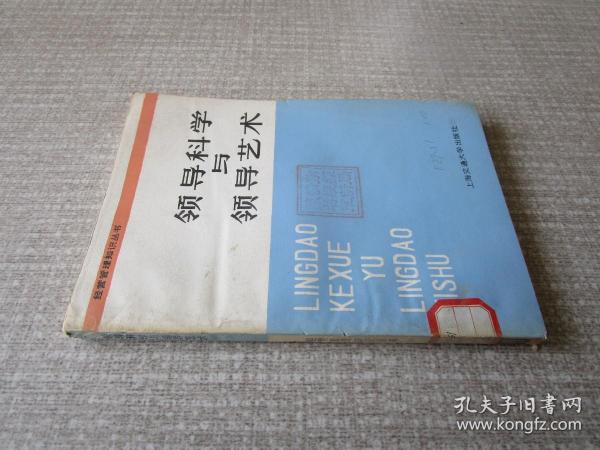 经营管理知识丛书
领导科学
与
领导艺术
LINGDAO
KEXUE
YU
LINGDAO
ISHU
上海交通大学出版社
孔夫子旧书网
www.kongfz.com